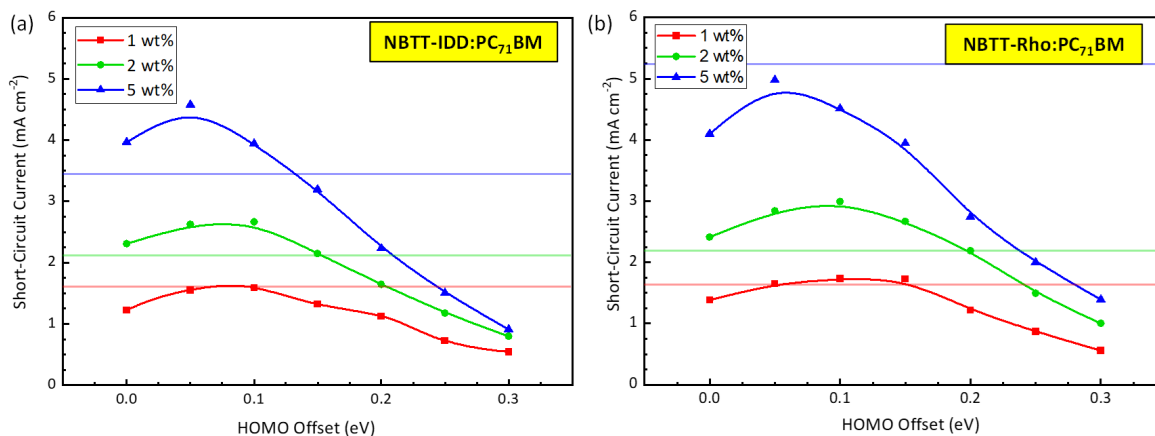 (a)
NBTT-IDD:PC₇₁BM
1 wt%
2 wt%
5 wt%
Short-Circuit Current (mA cm⁻²)
6
5
4
3
2
1
0
0.0 0.1 0.2 0.3
HOMO Offset (eV)
(b)
NBTT-Rho:PC₇₁BM
1 wt%
2 wt%
5 wt%
Short-Circuit Current (mA cm⁻²)
6
5
4
3
2
1
0
0.0 0.1 0.2 0.3
HOMO Offset (eV)